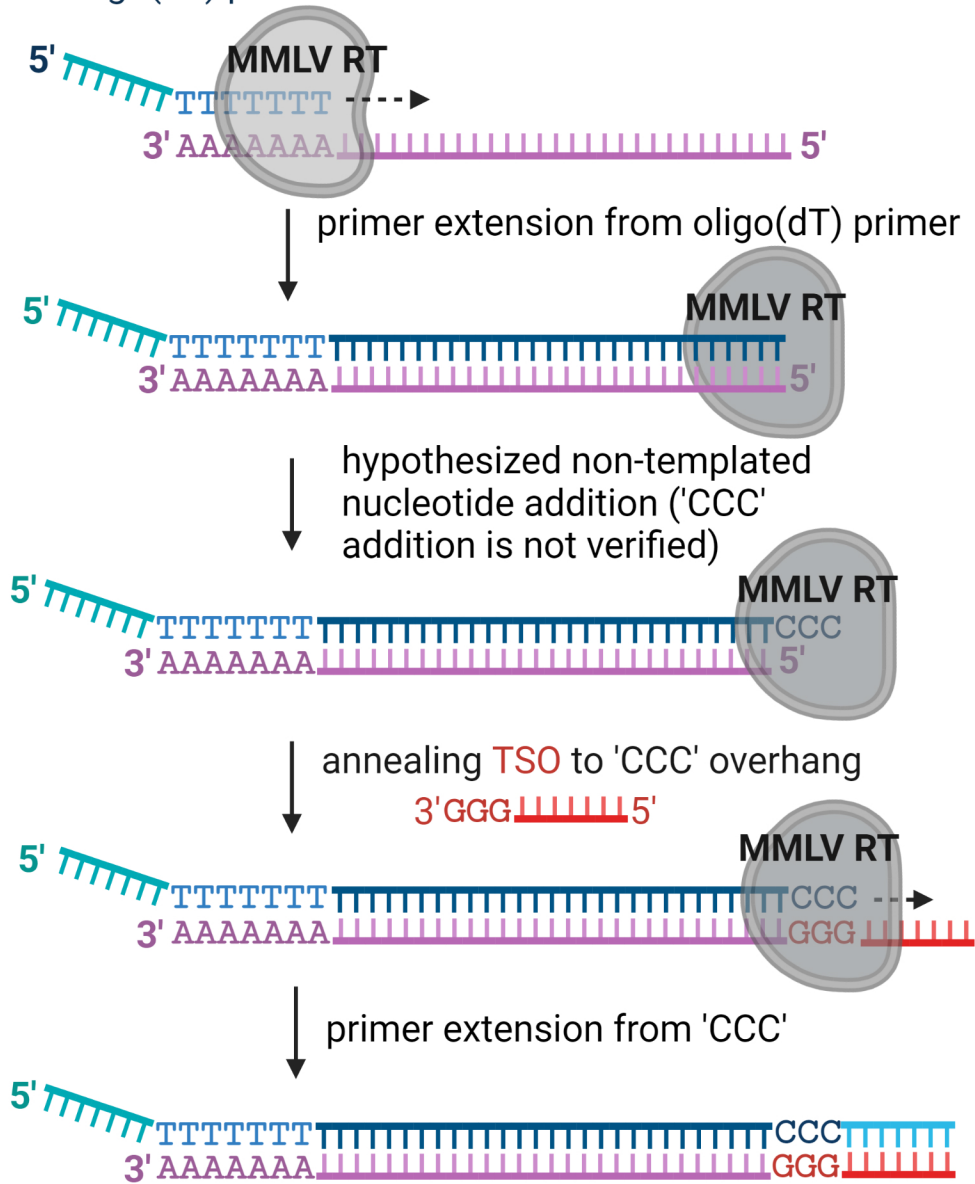 MMLV RT
5'
TTTTTTT
3' AAAAAAA 5'
primer extension from oligo(dT) primer
MMLV RT
5'
TTTTTTT
3' AAAAAAA 5'
hypothesized non-templated
nucleotide addition ('CCC'
addition is not verified)
MMLV RT
5'
TTTTTTT CCC
3' AAAAAAA 5'
annealing TSO to 'CCC' overhang
3' GGG 5'
MMLV RT
5'
TTTTTTT CCC
3' AAAAAAA GGG
primer extension from 'CCC'
5'
TTTTTTT CCC
3' AAAAAAA GGG